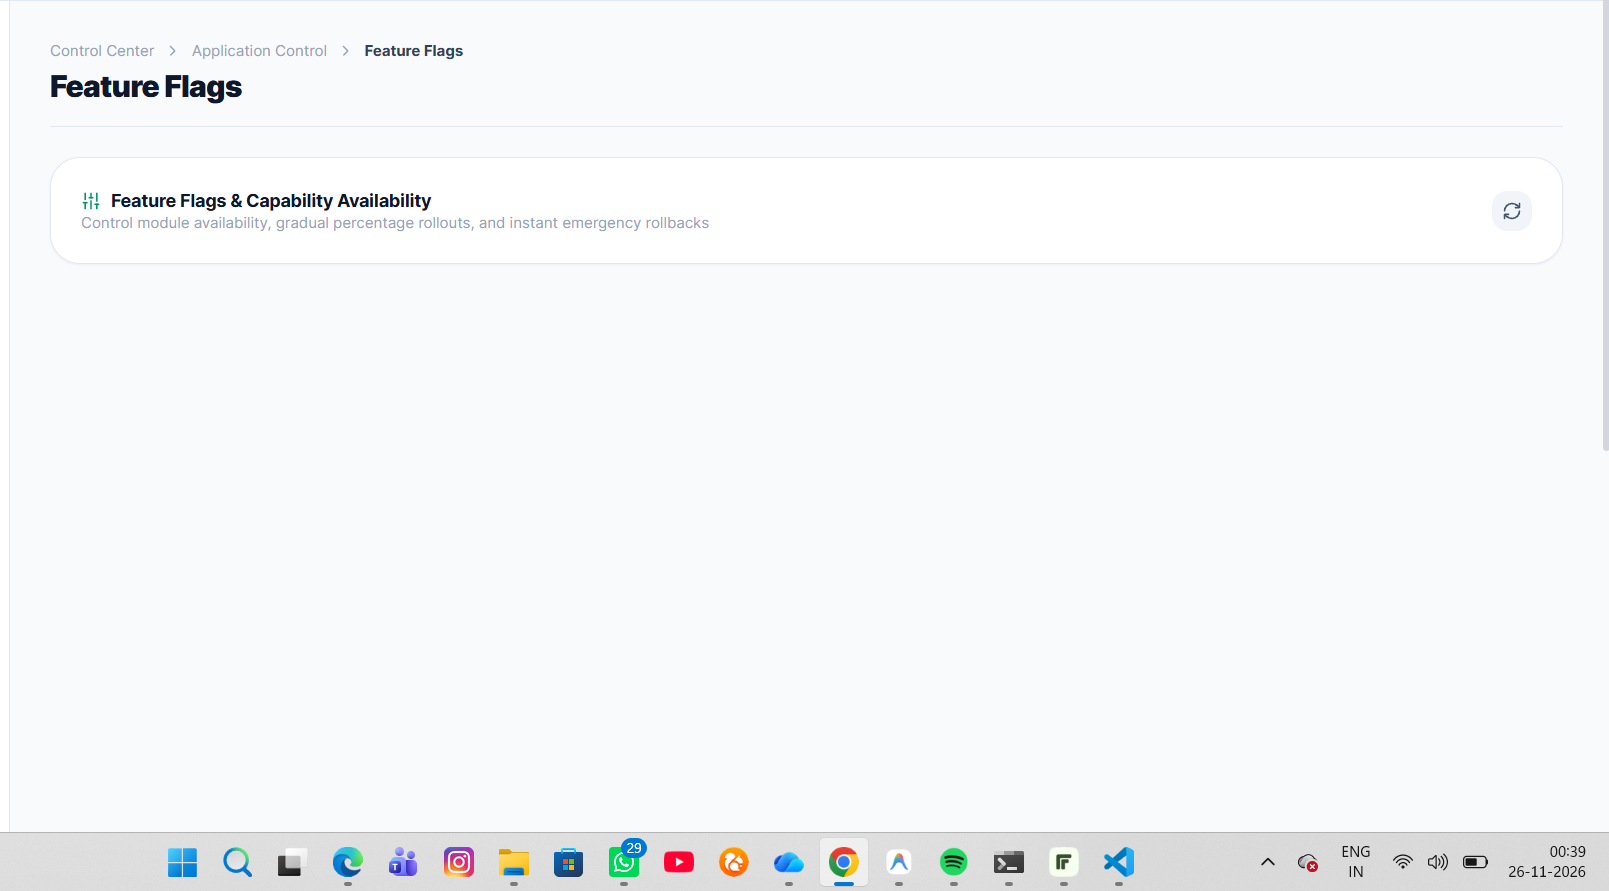 Control Center > Application Control > Feature Flags
Feature Flags
Feature Flags & Capability Availability
Control module availability, gradual percentage rollouts, and instant emergency rollbacks
29
T
ENG
IN
00:39
26-11-2026